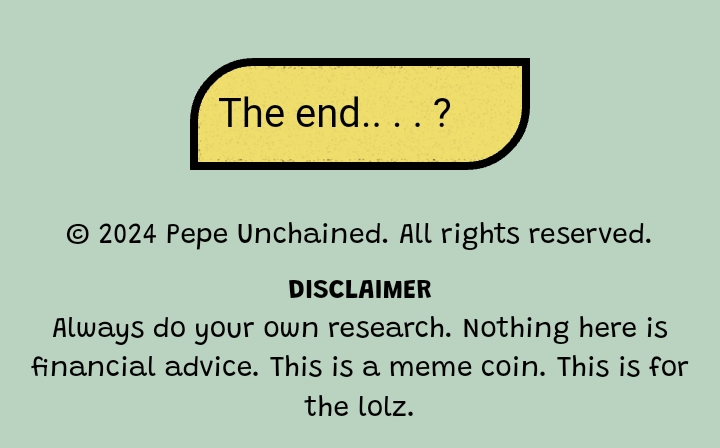 The end.. . . ?
© 2024 Pepe Unchained. All rights reserved.
DISCLAIMER
Always do your own research. Nothing here is
financial advice. This is a meme coin. This is for
the lolz.